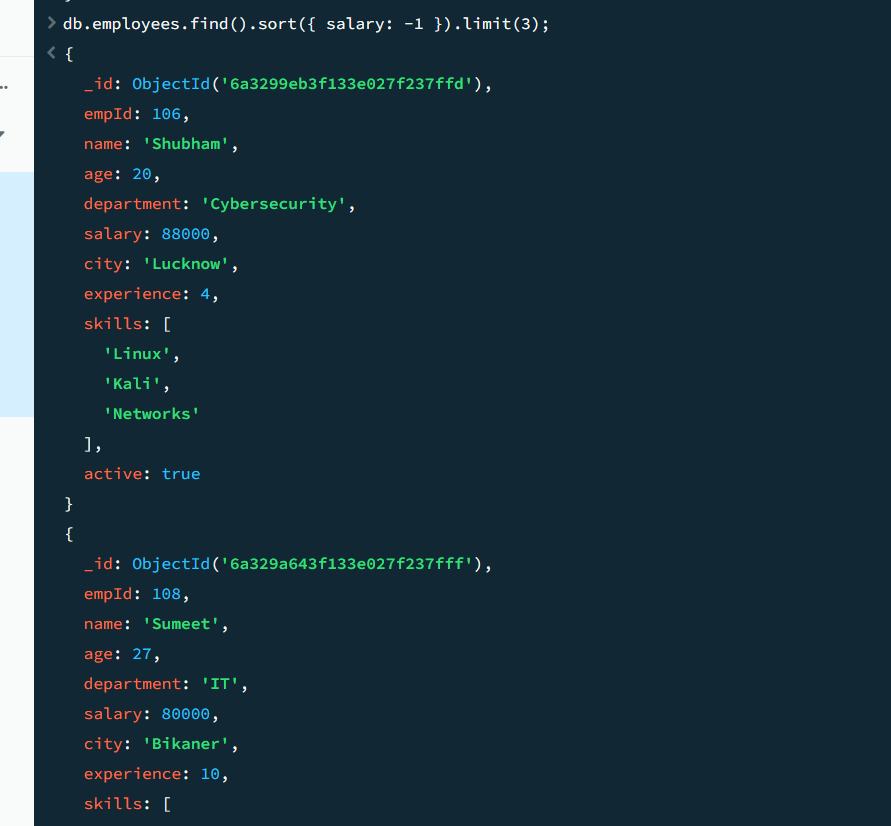 db.employees.find().sort({ salary: -1 }).limit(3);
{
_id: ObjectId('6a3299eb3f133e027f237ffd'),
empId: 106,
name: 'Shubham',
age: 20,
department: 'Cybersecurity',
salary: 88000,
city: 'Lucknow',
experience: 4,
skills: [
'Linux',
'Kali',
'Networks'
],
active: true
}
{
_id: ObjectId('6a329a643f133e027f237fff'),
empId: 108,
name: 'Sumeet',
age: 27,
department: 'IT',
salary: 80000,
city: 'Bikaner',
experience: 10,
skills: [